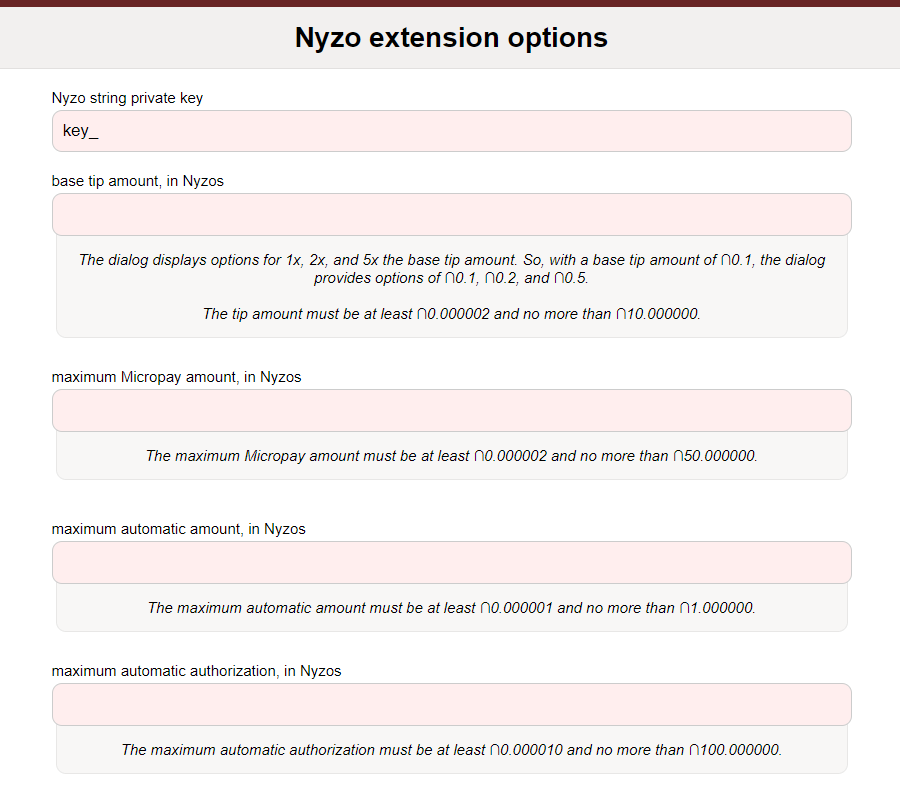 Nyzo extension options
Nyzo string private key
key_
base tip amount, in Nyzos
The dialog displays options for 1x, 2x, and 5x the base tip amount. So, with a base tip amount of ∩0.1, the dialog
provides options of ∩0.1, ∩0.2, and ∩0.5.
The tip amount must be at least ∩0.000002 and no more than ∩10.000000.
maximum Micropay amount, in Nyzos
The maximum Micropay amount must be at least ∩0.000002 and no more than ∩50.000000.
maximum automatic amount, in Nyzos
The maximum automatic amount must be at least ∩0.000001 and no more than ∩1.000000.
maximum automatic authorization, in Nyzos
The maximum automatic authorization must be at least ∩0.000010 and no more than ∩100.000000.